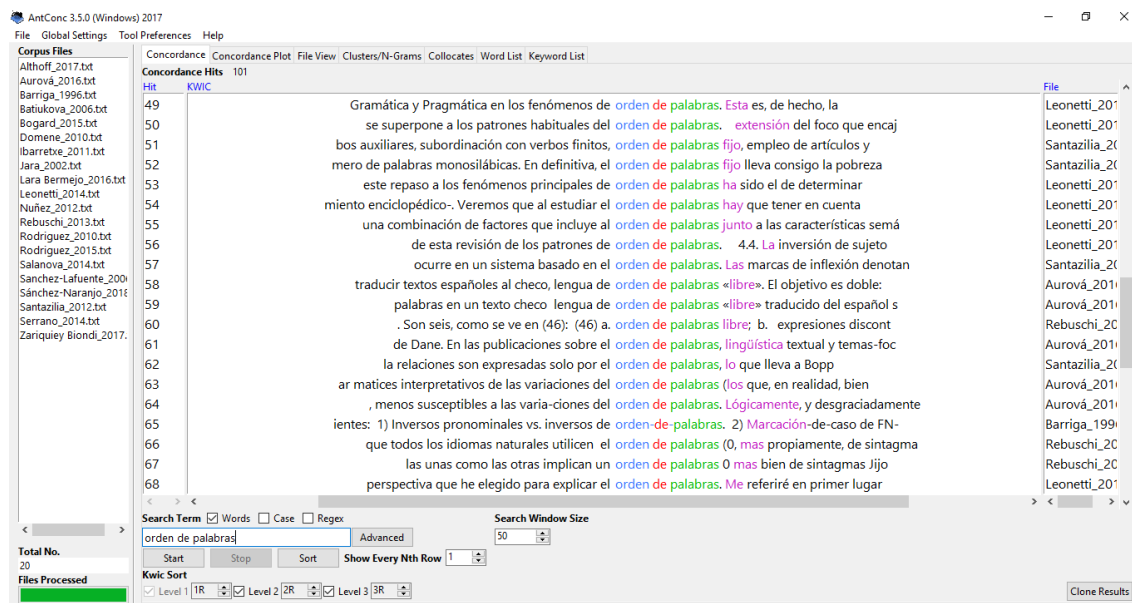 AntConc 3.5.0 (Windows) 2017
File Global Settings Tool Preferences Help
Corpus Files
Althoff_2017.txt
Aurová_2016.txt
Barriga_1996.txt
Batiukova_2006.txt
Bogard_2015.txt
Domene_2010.txt
Ibarretxe_2011.txt
Jara_2002.txt
Lara Bermejo_2016.txt
Leonetti_2014.txt
Nuñez_2012.txt
Rebuschi_2013.txt
Rodriguez_2010.txt
Rodriguez_2015.txt
Salanova_2014.txt
Sanchez-Lafuente_200
Sánchez-Naranjo_2018
Santazilia_2012.txt
Serrano_2014.txt
Zariquiey Biondi_2017.
Total No.
20
Files Processed
Concordance Concordance Plot File View Clusters/N-Grams Collocates Word List Keyword List
Concordance Hits 101
Hit KWIC File
49 Gramática y Pragmática en los fenómenos de orden de palabras. Esta es, de hecho, la Leonetti_201
50 se superpone a los patrones habituales del orden de palabras. extensión del foco que encaj Leonetti_201
51 bos auxiliares, subordinación con verbos finitos, orden de palabras fijo, empleo de artículos y Santazilia_20
52 mero de palabras monosilábicas. En definitiva, el orden de palabras fijo lleva consigo la pobreza Santazilia_20
53 este repaso a los fenómenos principales de orden de palabras ha sido el de determinar Leonetti_201
54 miento enciclopédico-. Veremos que al estudiar el orden de palabras hay que tener en cuenta Leonetti_201
55 una combinación de factores que incluye al orden de palabras junto a las características semá Leonetti_201
56 de esta revisión de los patrones de orden de palabras. 4.4. La inversión de sujeto Leonetti_201
57 ocurre en un sistema basado en el orden de palabras. Las marcas de inflexión denotan Santazilia_20
58 traducir textos españoles al checo, lengua de orden de palabras «libre». El objetivo es doble: Aurová_201
59 palabras en un texto checo lengua de orden de palabras «libre» traducido del español s Aurová_201
60 . Son seis, como se ve en (46): (46) a. orden de palabras libre; b. expresiones discont Rebuschi_20
61 de Dane. En las publicaciones sobre el orden de palabras, lingüística textual y temas-foc Aurová_201
62 la relaciones son expresadas solo por el orden de palabras, lo que lleva a Bopp Santazilia_20
63 ar matices interpretativos de las variaciones del orden de palabras (los que, en realidad, bien Aurová_201
64 , menos susceptibles a las varia-ciones del orden de palabras. Lógicamente, y desgraciadamente Aurová_201
65 ientes: 1) Inversos pronominales vs. inversos de orden-de-palabras. 2) Marcación-de-caso de FN- Barriga_199
66 que todos los idiomas naturales utilicen el orden de palabras (0, mas propiamente, de sintagma Rebuschi_20
67 las unas como las otras implican un orden de palabras 0 mas bien de sintagmas Jijo Rebuschi_20
68 perspectiva que he elegido para explicar el orden de palabras. Me referiré en primer lugar Leonetti_201
Search Term Words Case Regex Search Window Size
orden de palabras Advanced 50
Start Stop Sort Show Every Nth Row 1
Kwic Sort
Level 1 1R Level 2 2R Level 3 3R Clone Results